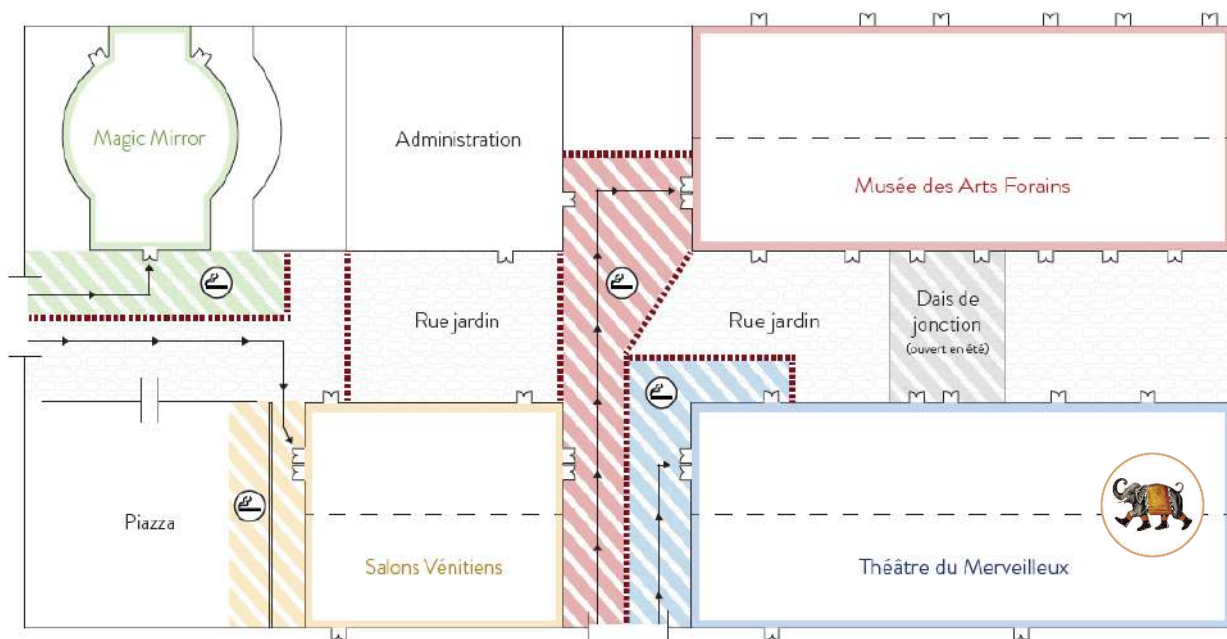 Magic Mirror
Administration
Musée des Arts Forains
Rue jardin
Rue jardin
Dais de
jonction
(ouvert en été)
Piazza
Salons Vénitiens
Théâtre du Merveilleux